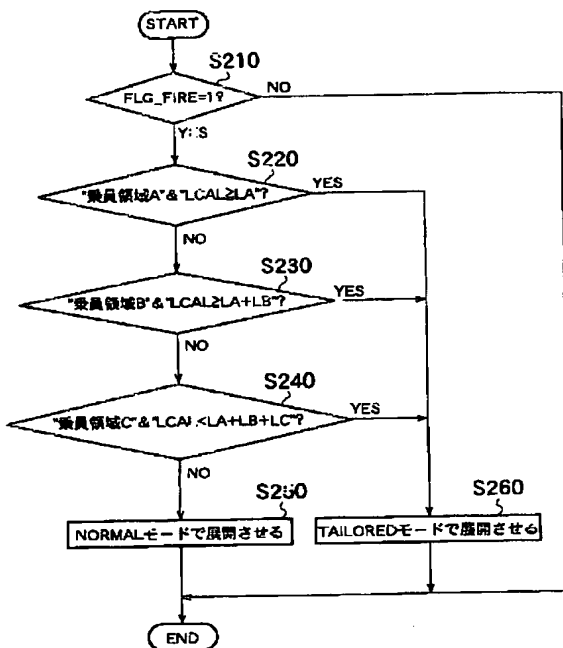 START
S210
FLG_FIRE=1?
NO
YES
S220
"乗員領域A"&"LCAL≥LA"?
YES
NO
S230
"乗員領域B"&"LCAL≥LA+LB"?
YES
NO
S240
"乗員領域C"&"LCAL<LA+LB+LC"?
YES
NO
S250
NORMALモードで展開させる
S260
TAILOREDモードで展開させる
END